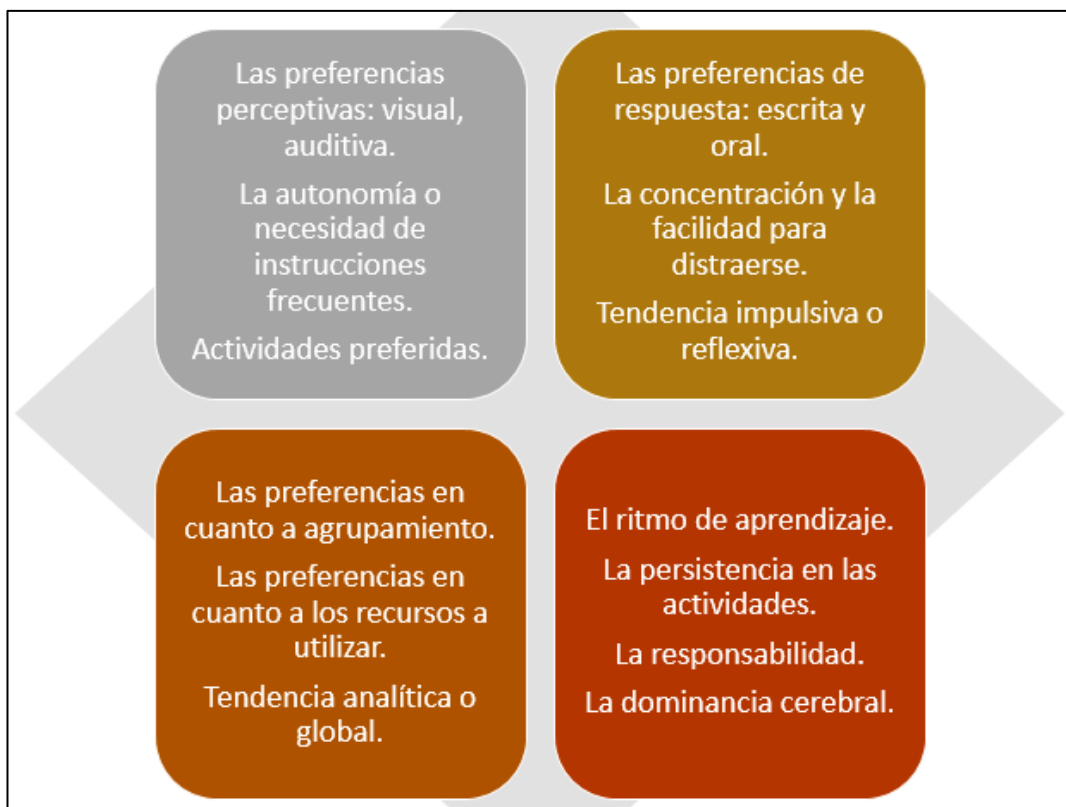 Las preferencias
perceptivas: visual,
auditiva.
La autonomía o
necesidad de
instrucciones
frecuentes.
Actividades preferidas.
Las preferencias de
respuesta: escrita y
oral.
La concentración y la
facilidad para
distraerse.
Tendencia impulsiva o
reflexiva.
Las preferencias en
cuanto a agrupamiento.
Las preferencias en
cuanto a los recursos a
utilizar.
Tendencia analítica o
global.
El ritmo de aprendizaje.
La persistencia en las
actividades.
La responsabilidad.
La dominancia cerebral.